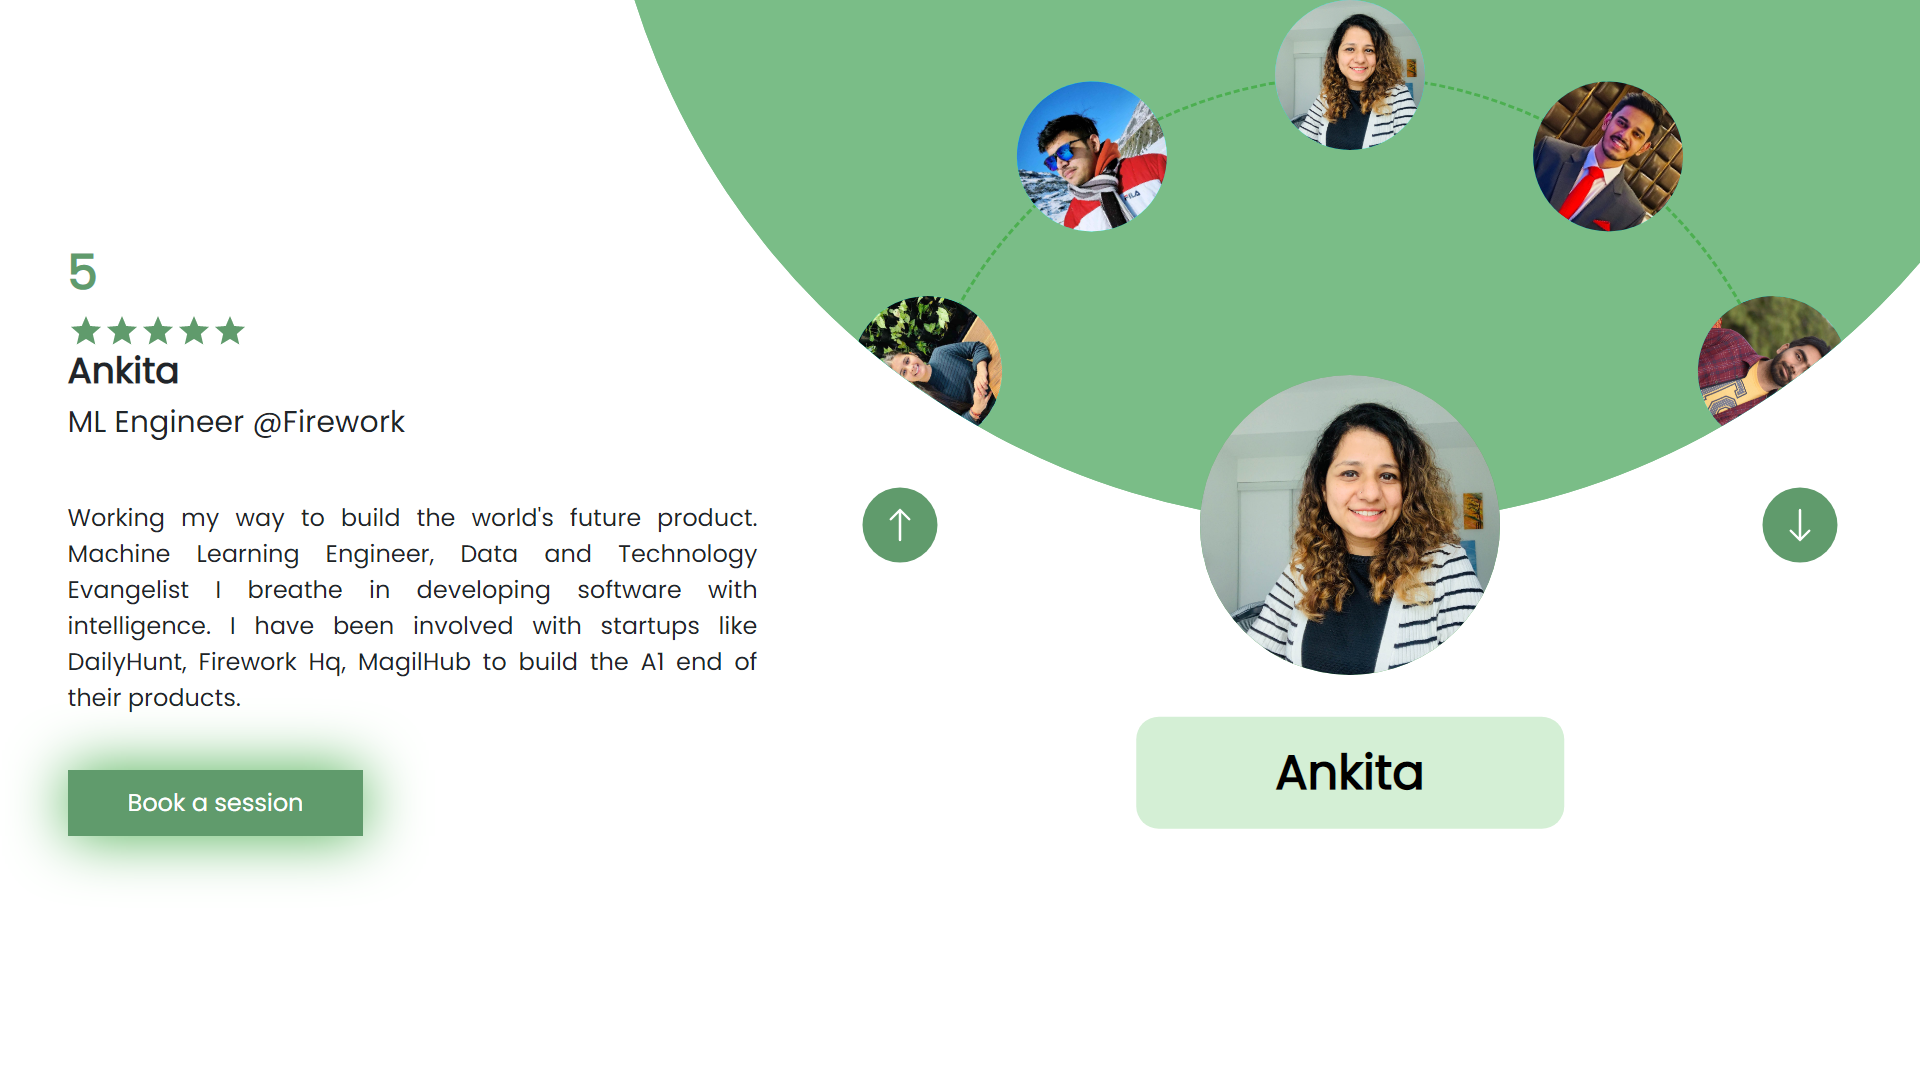 5
Ankita
ML Engineer @Firework
Working my way to build the world's future product.
Machine Learning Engineer, Data and Technology
Evangelist I breathe in developing software with
intelligence. I have been involved with startups like
DailyHunt, Firework Hq, MagilHub to build the A1 end of
their products.
Book a session
FILA
Ankita